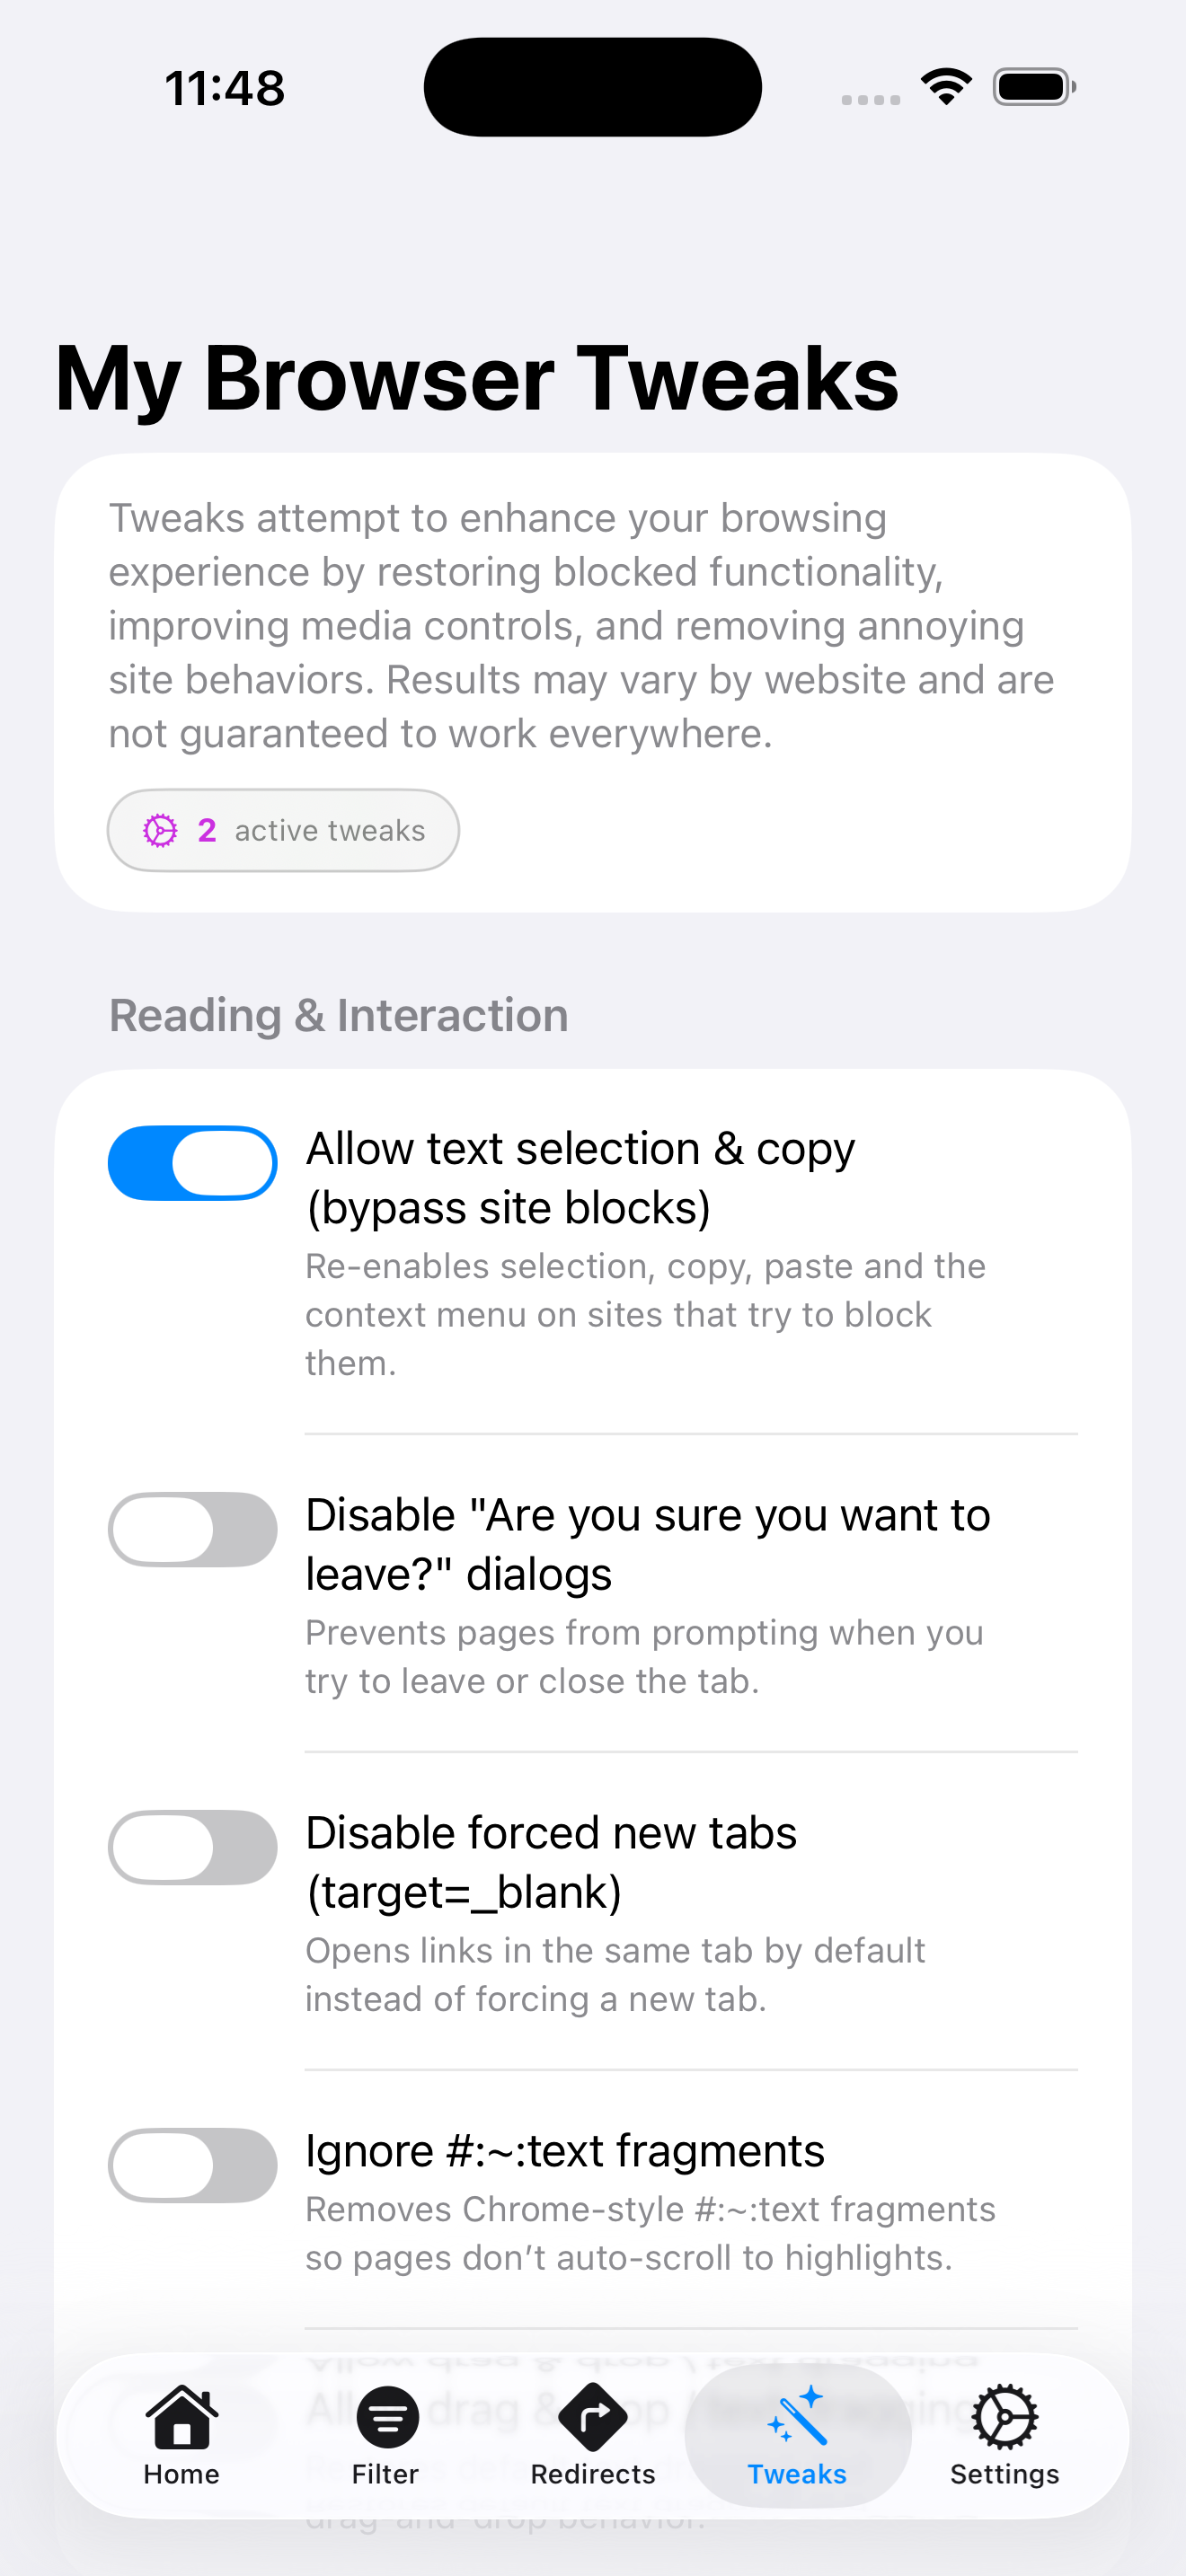 11:48
My Browser Tweaks
Tweaks attempt to enhance your browsing
experience by restoring blocked functionality,
improving media controls, and removing annoying
site behaviors. Results may vary by website and are
not guaranteed to work everywhere.
2 active tweaks
Reading & Interaction
Allow text selection & copy
(bypass site blocks)
Re-enables selection, copy, paste and the
context menu on sites that try to block
them.
Disable "Are you sure you want to
leave?" dialogs
Prevents pages from prompting when you
try to leave or close the tab.
Disable forced new tabs
(target=_blank)
Opens links in the same tab by default
instead of forcing a new tab.
Ignore #:~:text fragments
Removes Chrome-style #:~:text fragments
so pages don’t auto-scroll to highlights.
drag-and-drop behavior.
Home
Filter
Redirects
Tweaks
Settings